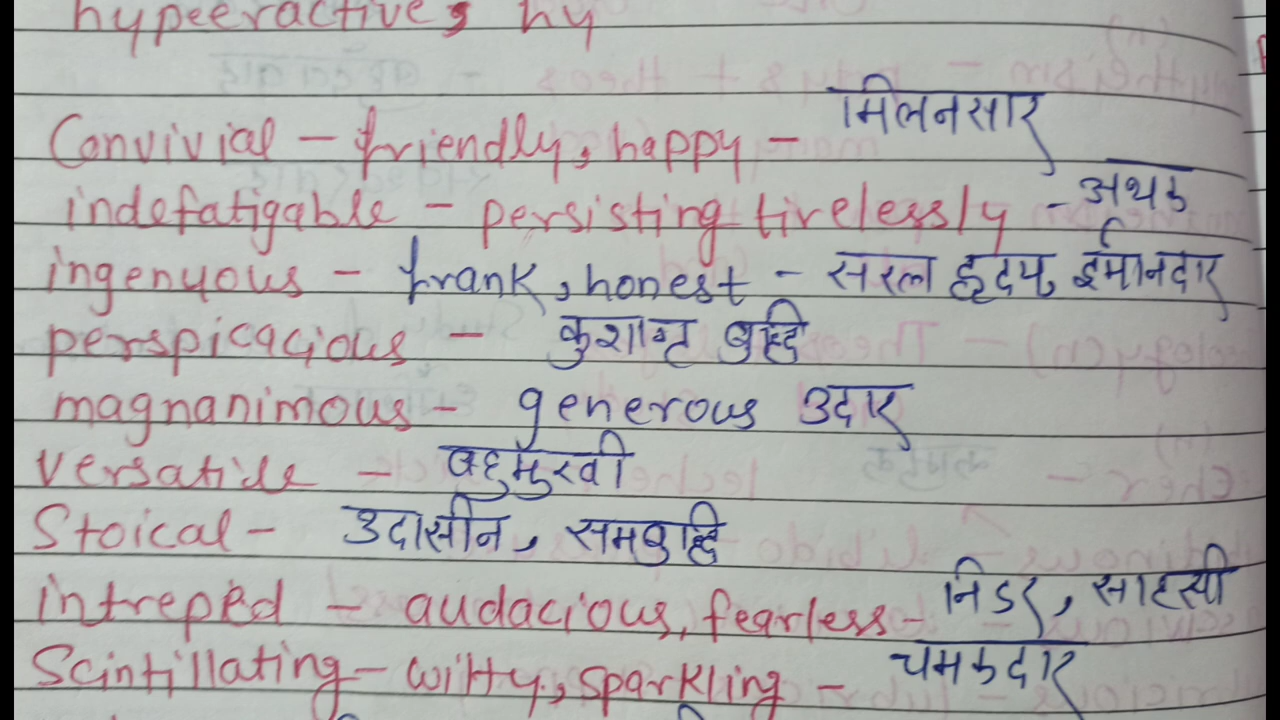 hypeeractive, hy
Convivial – friendly, happy – मिलनसार
indefatigable – persisting tirelessly – अथक
ingenuous – frank, honest – सरल हृदय, ईमानदार
perspicacious – कुशाग्र बुद्धि
magnanimous – generous उदार
versatile – बहुमुखी
Stoical – उदासीन, समबुद्धि
intreped – audacious, fearless – निडर, साहसी
Scintillating – witty, sparkling – चमकदार